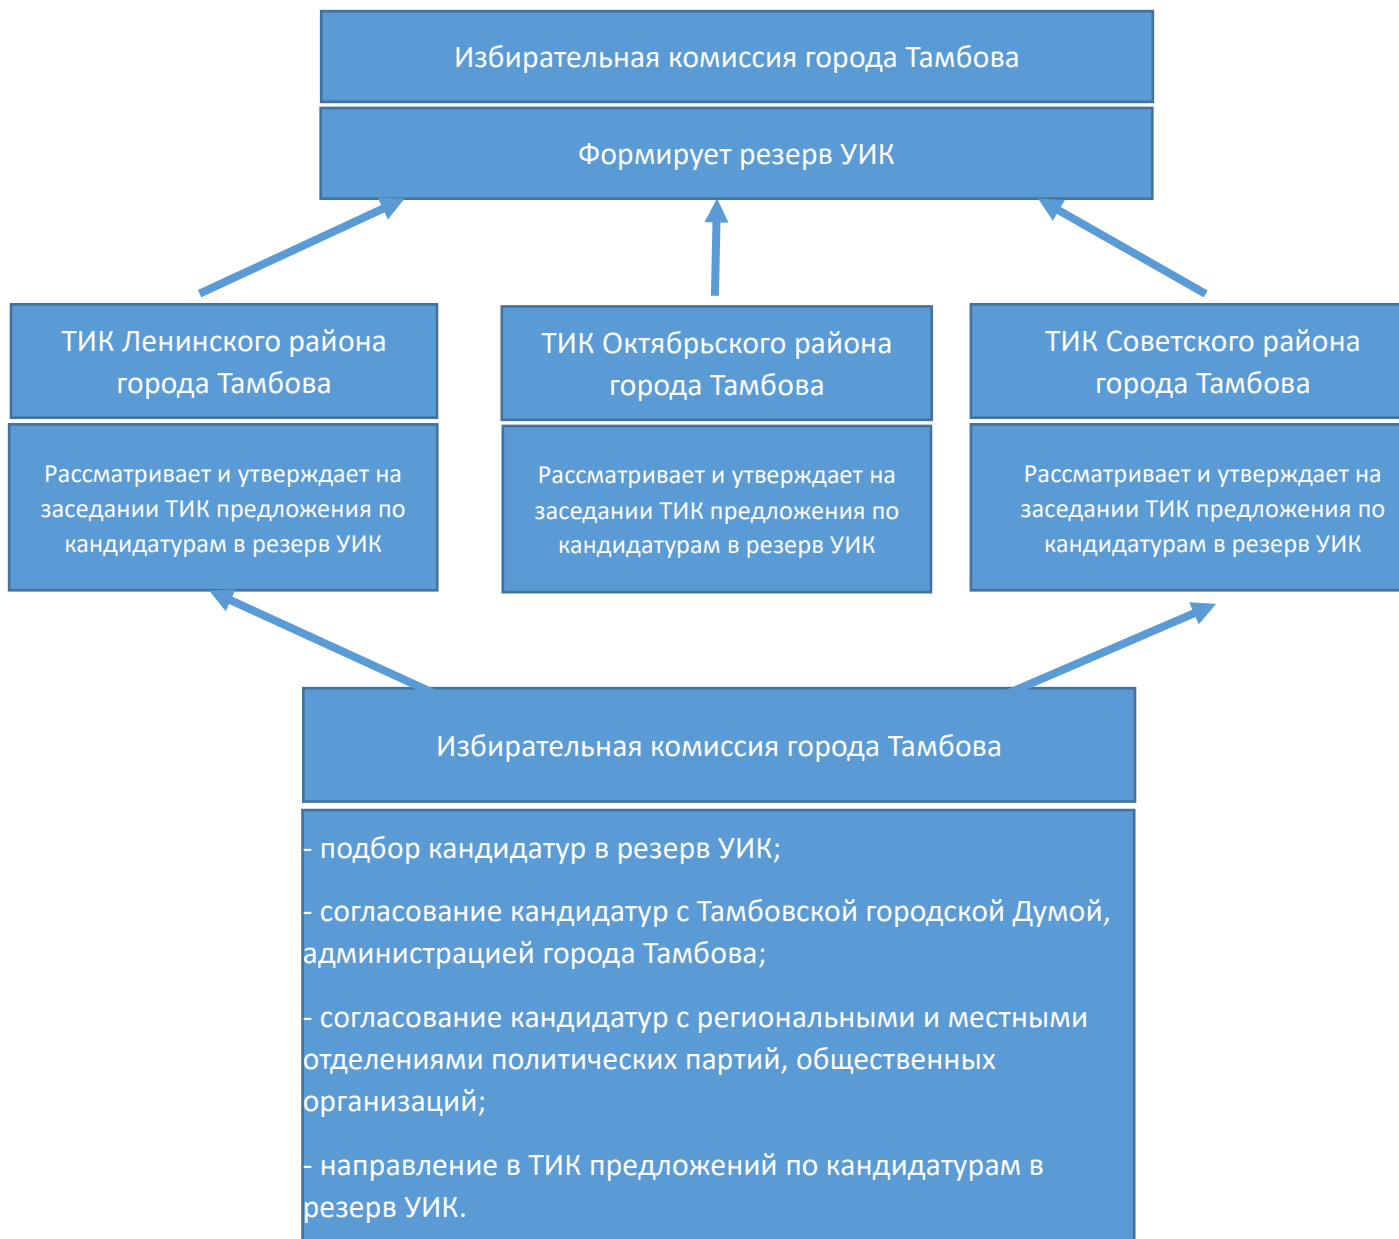 Избирательная комиссия города Тамбова
Формирует резерв УИК
ТИК Ленинского района
города Тамбова
Рассматривает и утверждает на
заседании ТИК предложения по
кандидатурам в резерв УИК
ТИК Октябрьского района
города Тамбова
Рассматривает и утверждает на
заседании ТИК предложения по
кандидатурам в резерв УИК
ТИК Советского района
города Тамбова
Рассматривает и утверждает на
заседании ТИК предложения по
кандидатурам в резерв УИК
Избирательная комиссия города Тамбова
- подбор кандидатур в резерв УИК;
- согласование кандидатур с Тамбовской городской Думой,
администрацией города Тамбова;
- согласование кандидатур с региональными и местными
отделениями политических партий, общественных
организаций;
- направление в ТИК предложений по кандидатурам в
резерв УИК.